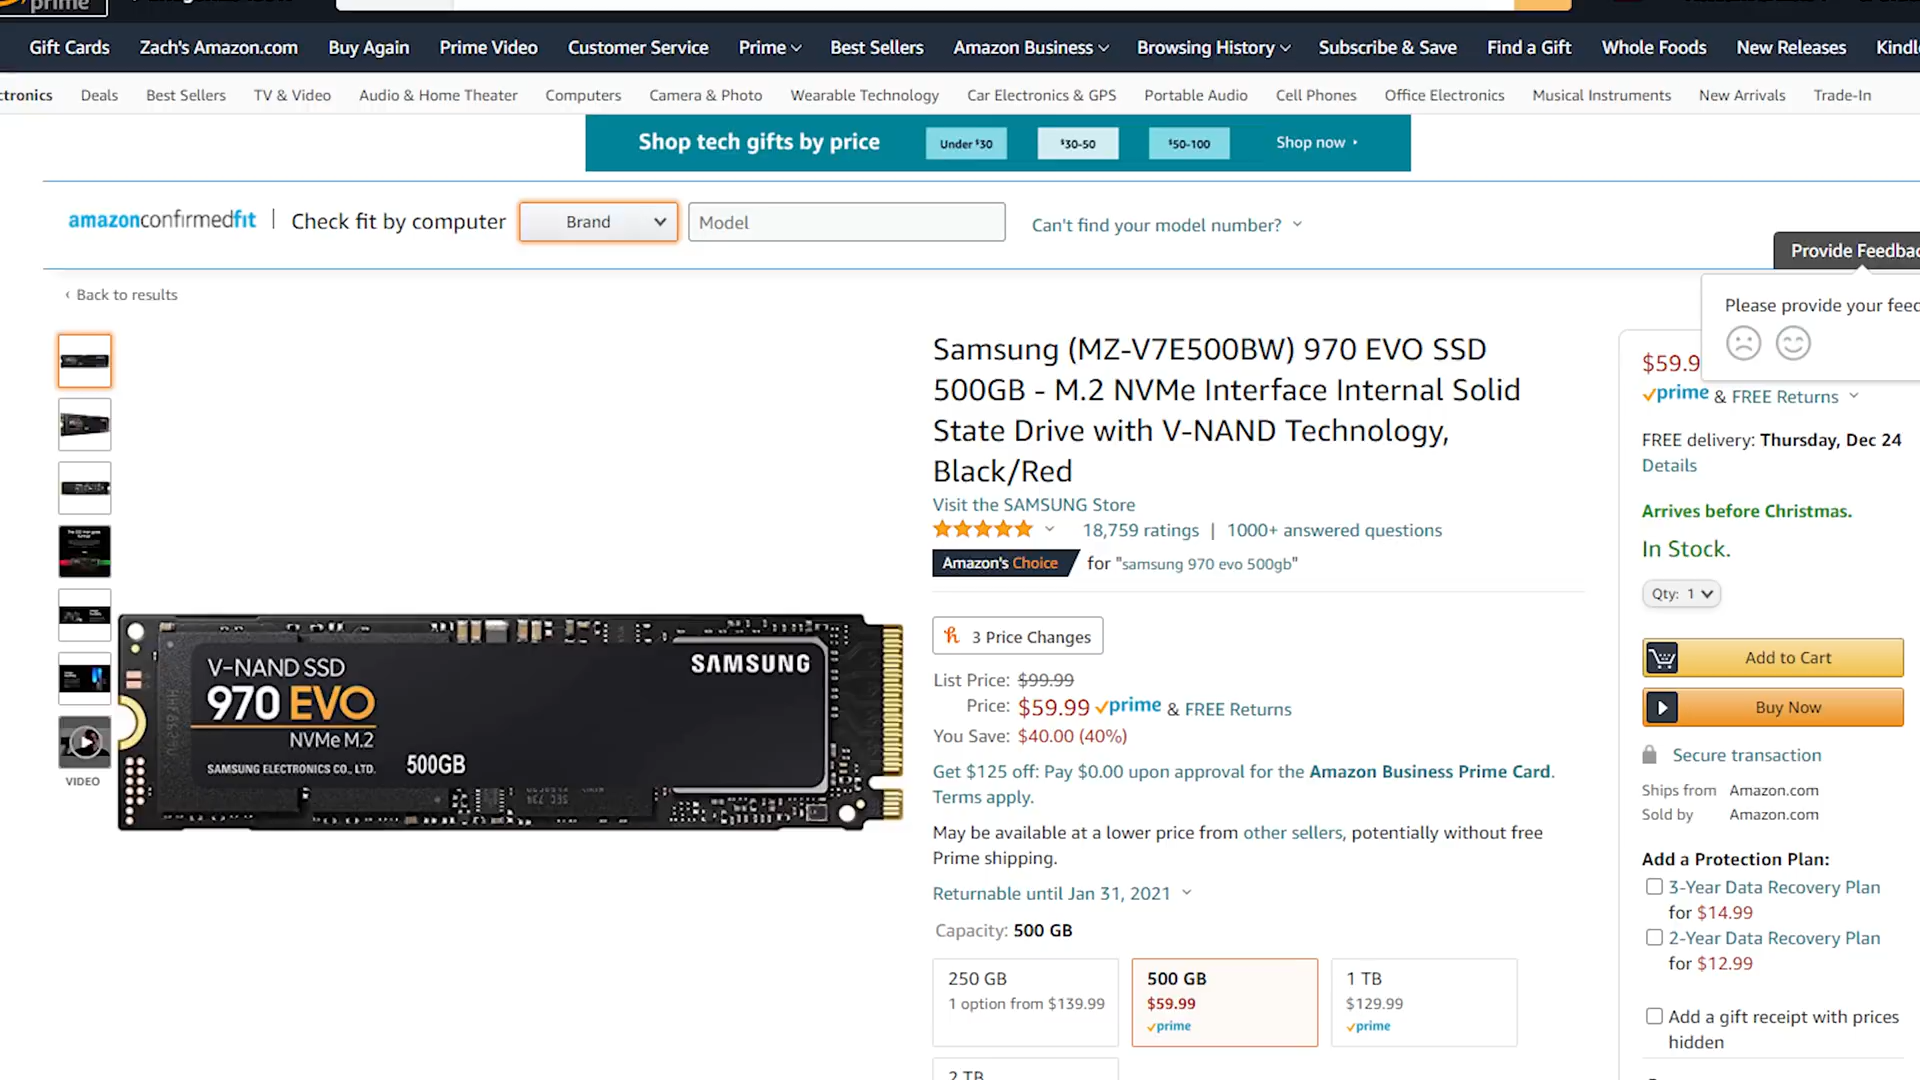 prime
Gift Cards Zach's Amazon.com Buy Again Prime Video Customer Service Prime Best Sellers Amazon Business Browsing History Subscribe & Save Find a Gift Whole Foods New Releases Kindl
ctronics Deals Best Sellers TV & Video Audio & Home Theater Computers Camera & Photo Wearable Technology Car Electronics & GPS Portable Audio Cell Phones Office Electronics Musical Instruments New Arrivals Trade-In
Shop tech gifts by price Under $30 $30-50 $50-100 Shop now
amazonconfirmedfit | Check fit by computer Brand Model Can't find your model number?
Provide Feedbac
Please provide your feed
‹ Back to results
Samsung (MZ-V7E500BW) 970 EVO SSD
500GB - M.2 NVMe Interface Internal Solid
State Drive with V-NAND Technology,
Black/Red
Visit the SAMSUNG Store
18,759 ratings | 1000+ answered questions
Amazon's Choice for "samsung 970 evo 500gb"
3 Price Changes
List Price: $99.99
Price: $59.99 prime & FREE Returns
You Save: $40.00 (40%)
Get $125 off: Pay $0.00 upon approval for the Amazon Business Prime Card.
Terms apply.
May be available at a lower price from other sellers, potentially without free
Prime shipping.
Returnable until Jan 31, 2021
Capacity: 500 GB
250 GB
1 option from $139.99
500 GB
$59.99
prime
1 TB
$129.99
prime
2 TB
V-NAND SSD
970 EVO
NVMe M.2
SAMSUNG ELECTRONICS CO., LTD.
500GB
SAMSUNG
VIDEO
$59.9
prime & FREE Returns
FREE delivery: Thursday, Dec 24
Details
Arrives before Christmas.
In Stock.
Qty: 1
Add to Cart
Buy Now
Secure transaction
Ships from Amazon.com
Sold by Amazon.com
Add a Protection Plan:
3-Year Data Recovery Plan
for $14.99
2-Year Data Recovery Plan
for $12.99
Add a gift receipt with prices
hidden